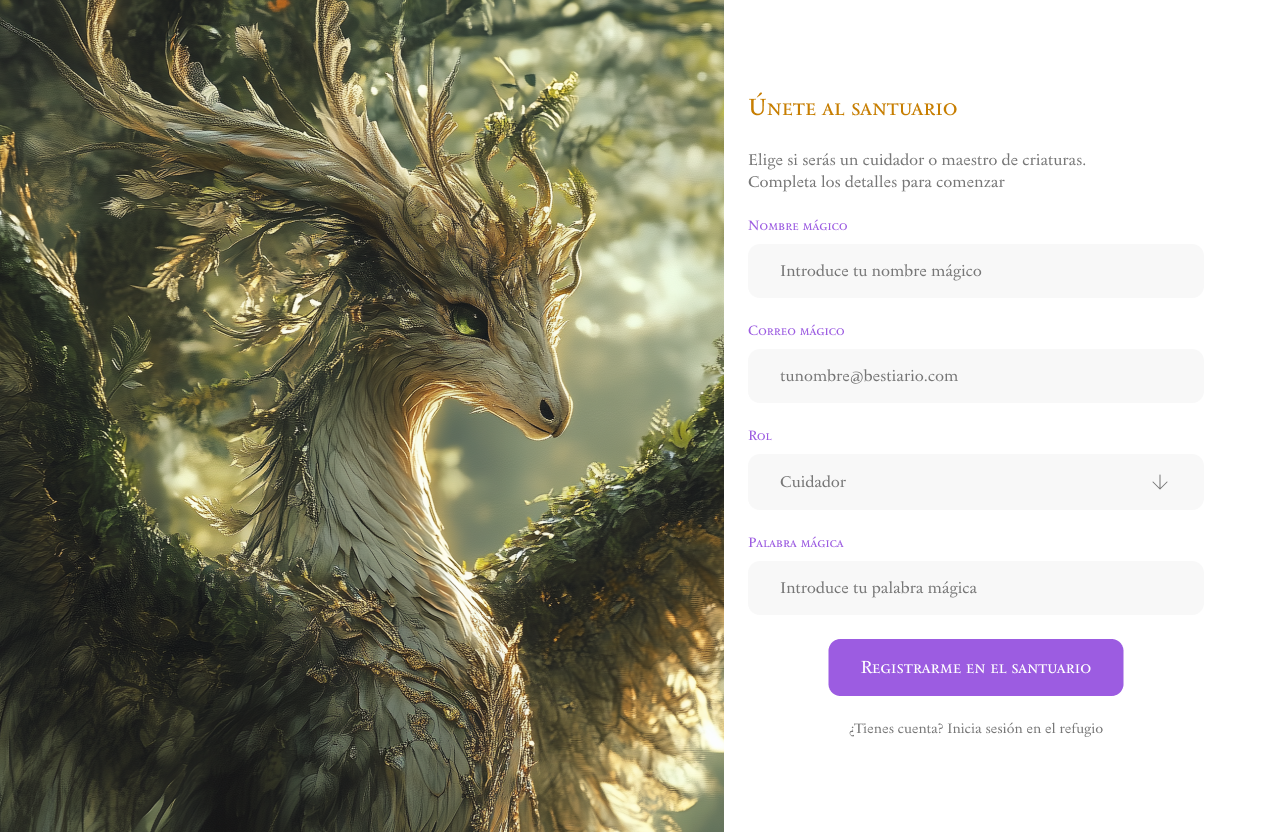 Únete al santuario
Elige si serás un cuidador o maestro de criaturas.
Completa los detalles para comenzar
Nombre mágico
Introduce tu nombre mágico
Correo mágico
tunombre@bestiario.com
Rol
Cuidador
Palabra mágica
Introduce tu palabra mágica
Registrarme en el santuario
¿Tienes cuenta? Inicia sesión en el refugio